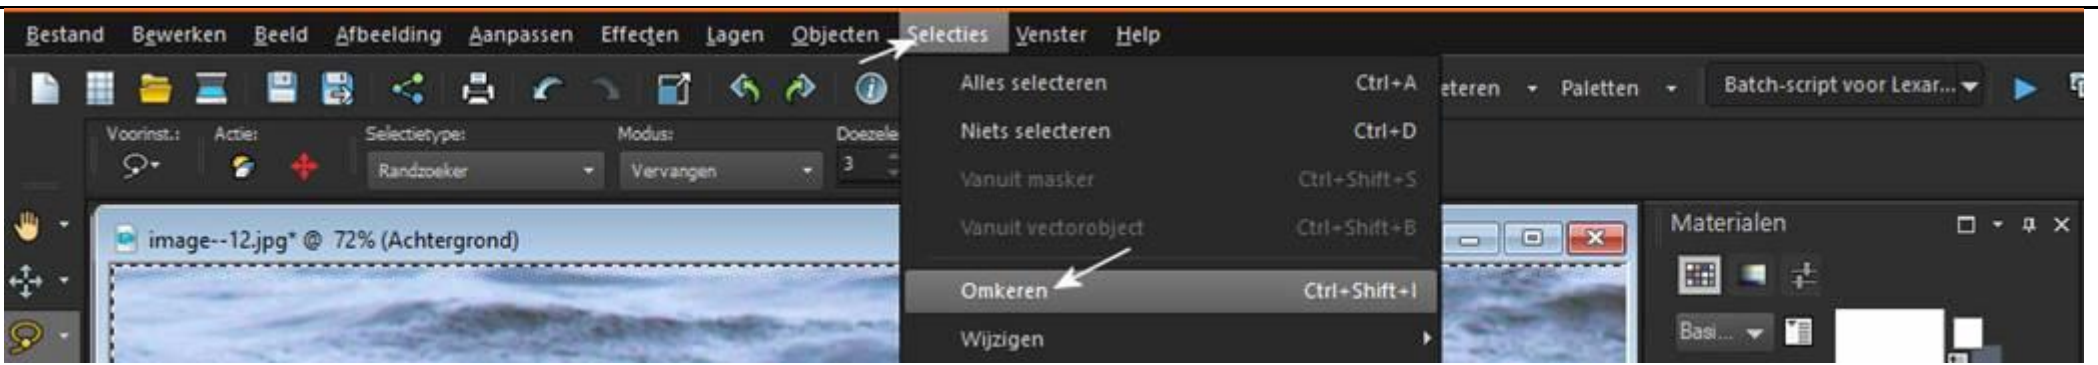 Bestand Bewerken Beeld Afbeelding Aanpassen Effecten Lagen Objecten Selecties Venster Help
Alles selecteren Ctrl+A
eteren Paletten Batch-script voor Lexar...
Voorinst.: Actie: Selectietype: Modus: Doezele
Niets selecteren Ctrl+D
Randzoeker Vervangen 3
Vanuit masker Ctrl+Shift+S
Vanuit vectorobject Ctrl+Shift+B
image--12.jpg* @ 72% (Achtergrond)
Materialen
Omkeren Ctrl+Shift+I
Wijzigen
Basi...